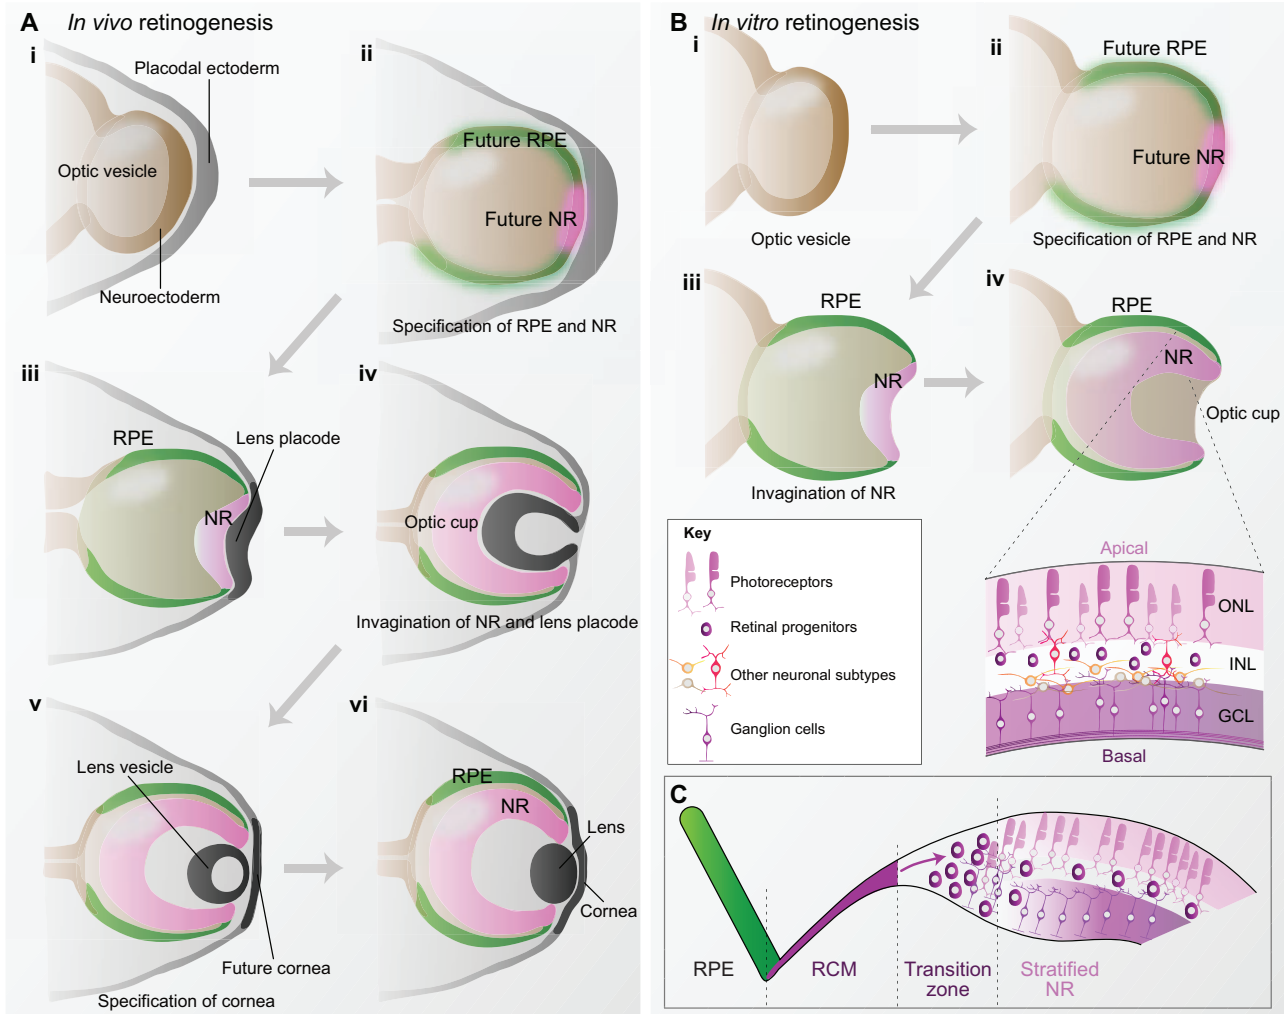 A In vivo retinogenesis
i
Placodal ectoderm
Optic vesicle
Neuroectoderm
ii
Future RPE
Future NR
Specification of RPE and NR
iii
RPE
Lens placode
NR
iv
Optic cup
Invagination of NR and lens placode
v
Lens vesicle
Future cornea
Specification of cornea
vi
RPE
NR
Lens
Cornea
B In vitro retinogenesis
i
Optic vesicle
ii
Future RPE
Future NR
Specification of RPE and NR
iii
RPE
NR
Invagination of NR
iv
RPE
NR
Optic cup
Key
Photoreceptors
Retinal progenitors
Other neuronal subtypes
Ganglion cells
Apical
ONL
INL
GCL
Basal
C
RPE
RCM
Transition
zone
Stratified
NR